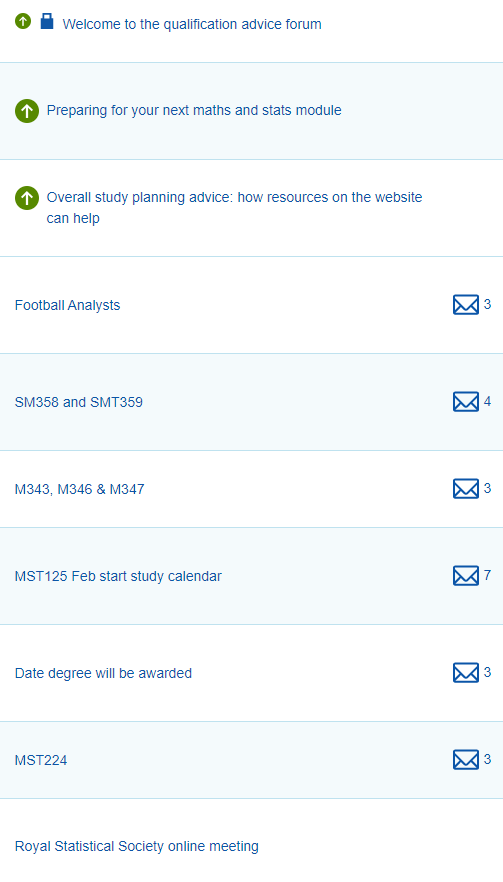 Welcome to the qualification advice forum
Preparing for your next maths and stats module
Overall study planning advice: how resources on the website
can help
Football Analysts 3
SM358 and SMT359 4
M343, M346 & M347 3
MST125 Feb start study calendar 7
Date degree will be awarded 3
MST224 3
Royal Statistical Society online meeting